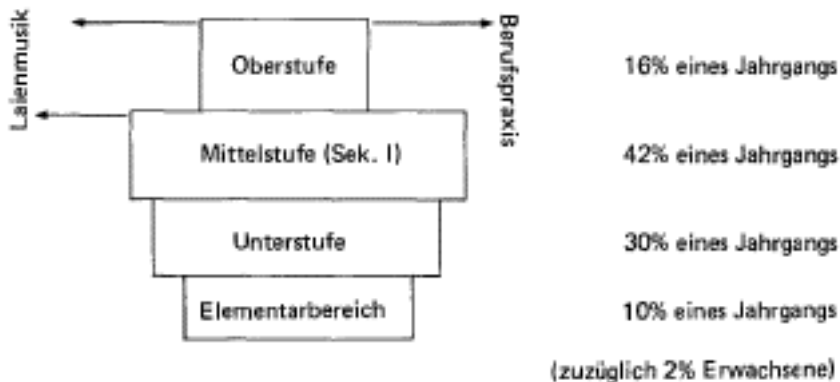 Laienmusik
Berufspraxis
Oberstufe
16% eines Jahrgangs
Mittelstufe (Sek. I)
42% eines Jahrgangs
Unterstufe
30% eines Jahrgangs
Elementarbereich
10% eines Jahrgangs
(zuzüglich 2% Erwachsene)